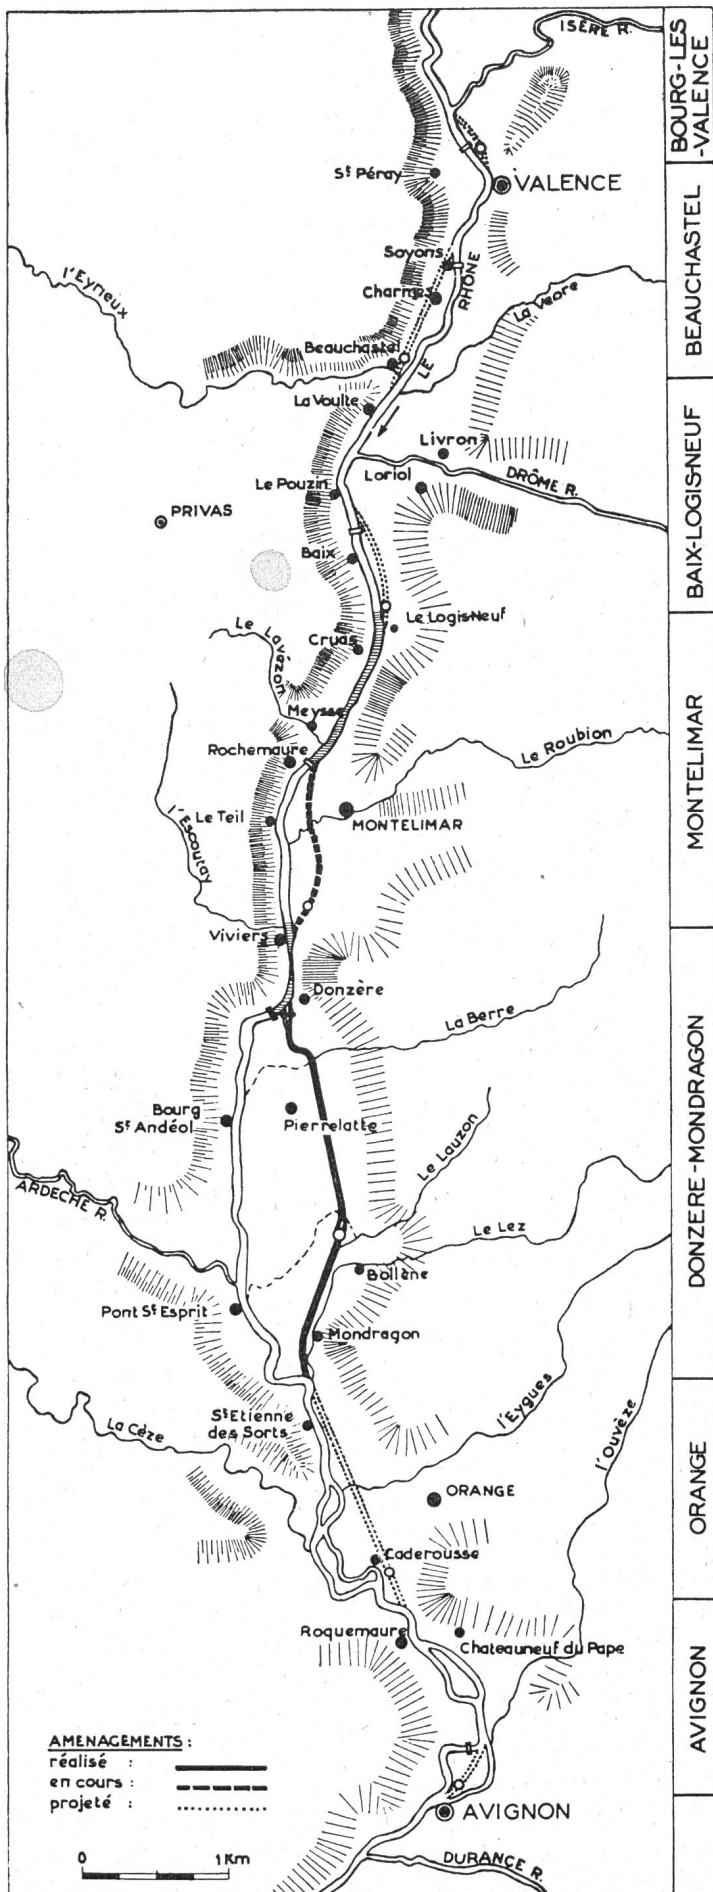 ISÈRE R.
BOURG-LES
-VALENCE
St Péray
VALENCE
Soyons
RHÔNE
LE
Charmes
La Véore
l'Eyrieux
BEAUCHASTEL
Beauchastel
La Voulte
Livron
Loriol
DRÔME R.
Le Pouzin
PRIVAS
Baix
BAIX-LOGIS-NEUF
Le Logis-Neuf
Cruas
Le Lavézon
Meysse
Rochemaure
Le Roubion
Le Teil
MONTELIMAR
l'Escoutay
MONTELIMAR
Viviers
Donzère
La Berre
Bourg
St Andéol
Pierrelatte
Le Lauzon
ARDECHE R.
Le Lez
DONZERE-MONDRAGON
Bollène
Pont St Esprit
Mondragon
l'Eygues
St Etienne
des Sorts
La Cèze
l'Ouvèze
ORANGE
ORANGE
Caderousse
Roquemaure
Chateauneuf du Pape
AVIGNON
AMENAGEMENTS :
réalisé :
en cours :
projeté :
AVIGNON
0 1 Km
DURANCE R.